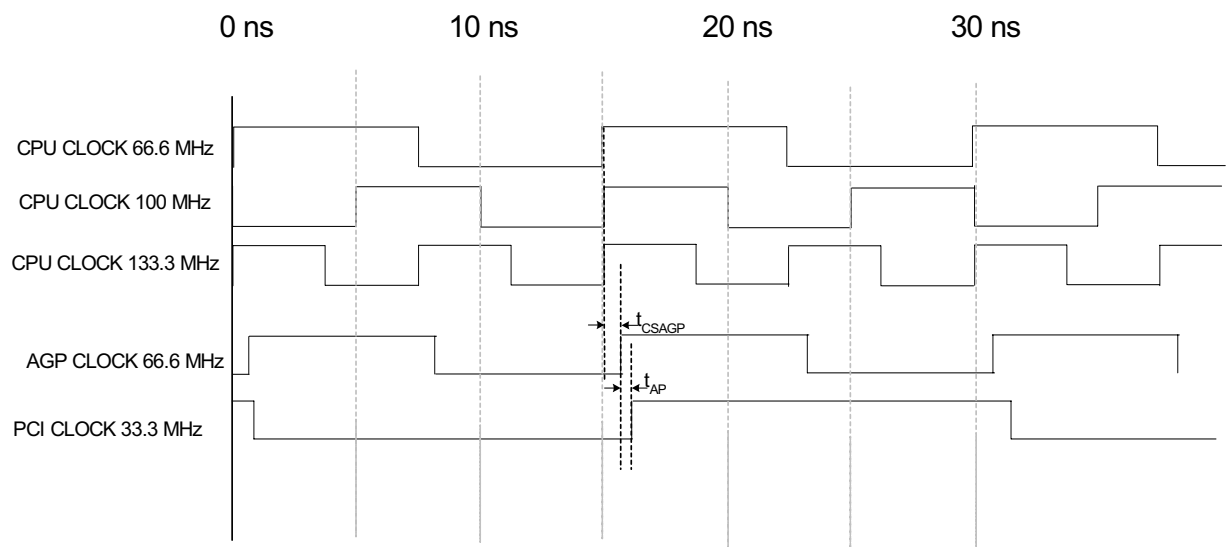 0 ns 10 ns 20 ns 30 ns
CPU CLOCK 66.6 MHz
CPU CLOCK 100 MHz
CPU CLOCK 133.3 MHz
tCSAGP
AGP CLOCK 66.6 MHz
tAP
PCI CLOCK 33.3 MHz